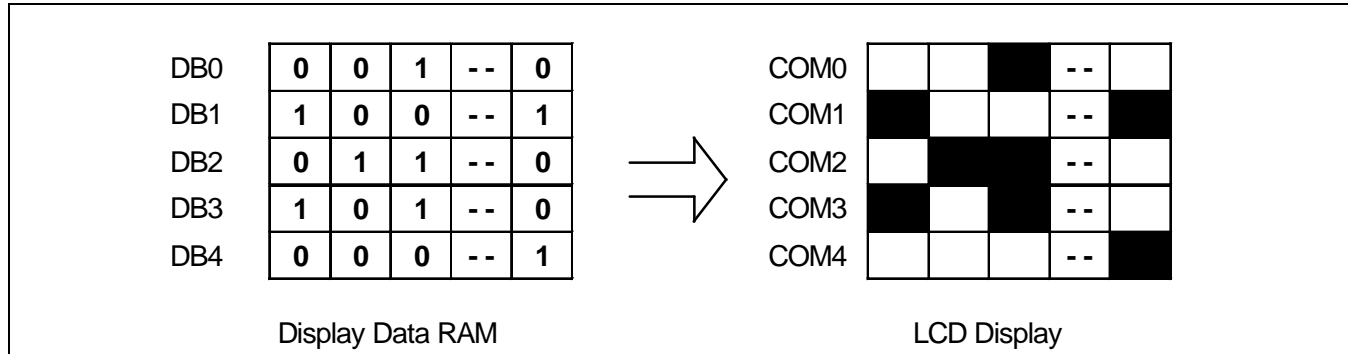 DB0 0 0 1 - - 0 COM0 - -
DB1 1 0 0 - - 1 COM1 - -
DB2 0 1 1 - - 0 COM2 - -
DB3 1 0 1 - - 0 COM3 - -
DB4 0 0 0 - - 1 COM4 - -
Display Data RAM LCD Display